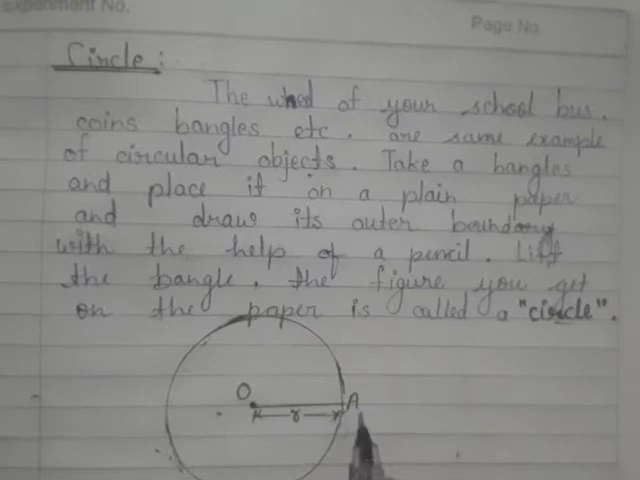 Experiment No.
Page No.
Circle :
The wheel of your school bus.
coins bangles etc. are same example
of circular objects. Take a bangles
and place it on a plain paper
and draw its outer boundary
with the help of a pencil. Lift
the bangle. the figure you get
on the paper is called a "circle".
O
A
r